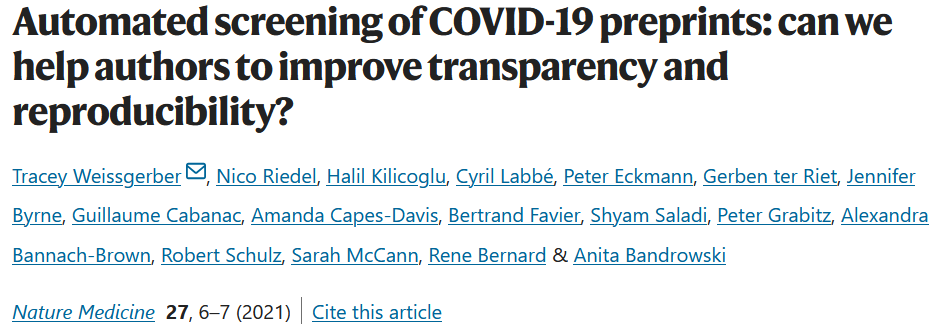 Automated screening of COVID-19 preprints: can we
help authors to improve transparency and
reproducibility?
Tracey Weissgerber, Nico Riedel, Halil Kilicoglu, Cyril Labbé, Peter Eckmann, Gerben ter Riet, Jennifer
Byrne, Guillaume Cabanac, Amanda Capes-Davis, Bertrand Favier, Shyam Saladi, Peter Grabitz, Alexandra
Bannach-Brown, Robert Schulz, Sarah McCann, Rene Bernard & Anita Bandrowski
Nature Medicine 27, 6–7 (2021) | Cite this article